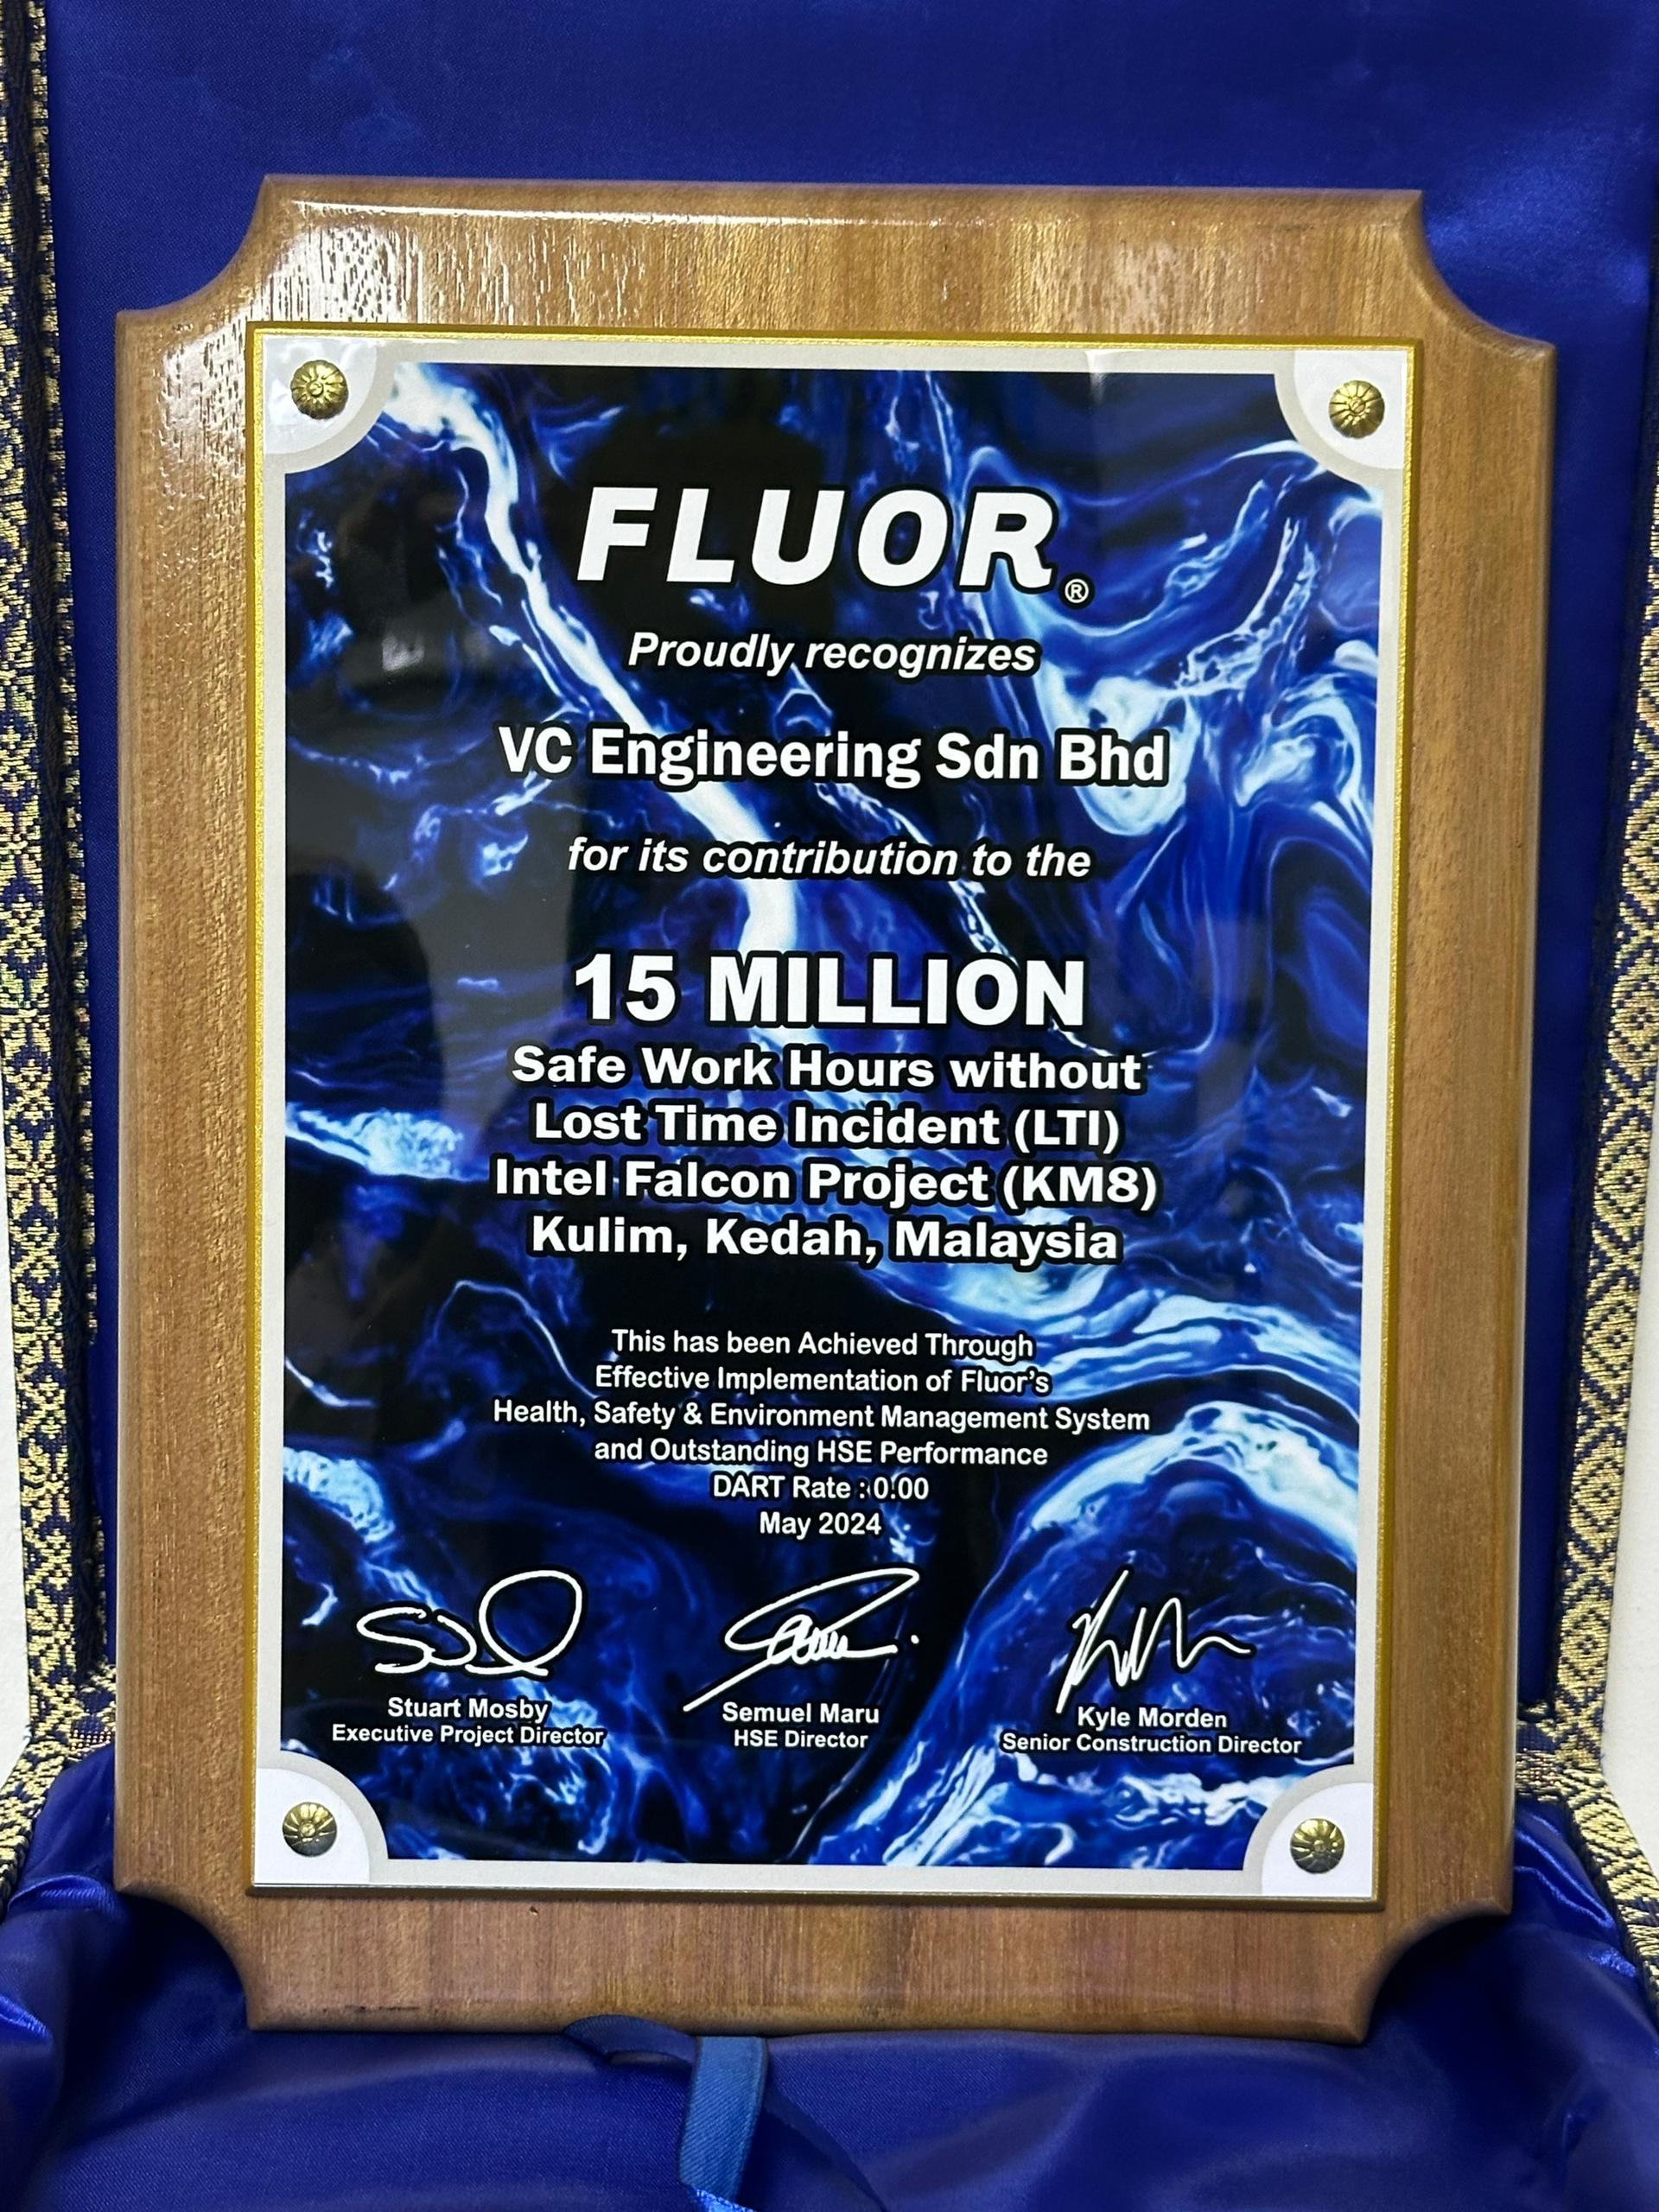 FLUOR®
Proudly recognizes
VC Engineering Sdn Bhd
for its contribution to the
15 MILLION
Safe Work Hours without
Lost Time Incident (LTI)
Intel Falcon Project (KM8)
Kulim, Kedah, Malaysia
This has been Achieved Through
Effective Implementation of Fluor's
Health, Safety & Environment Management System
and Outstanding HSE Performance
DART Rate : 0.00
May 2024
Stuart Mosby
Executive Project Director
Semuel Maru
HSE Director
Kyle Morden
Senior Construction Director